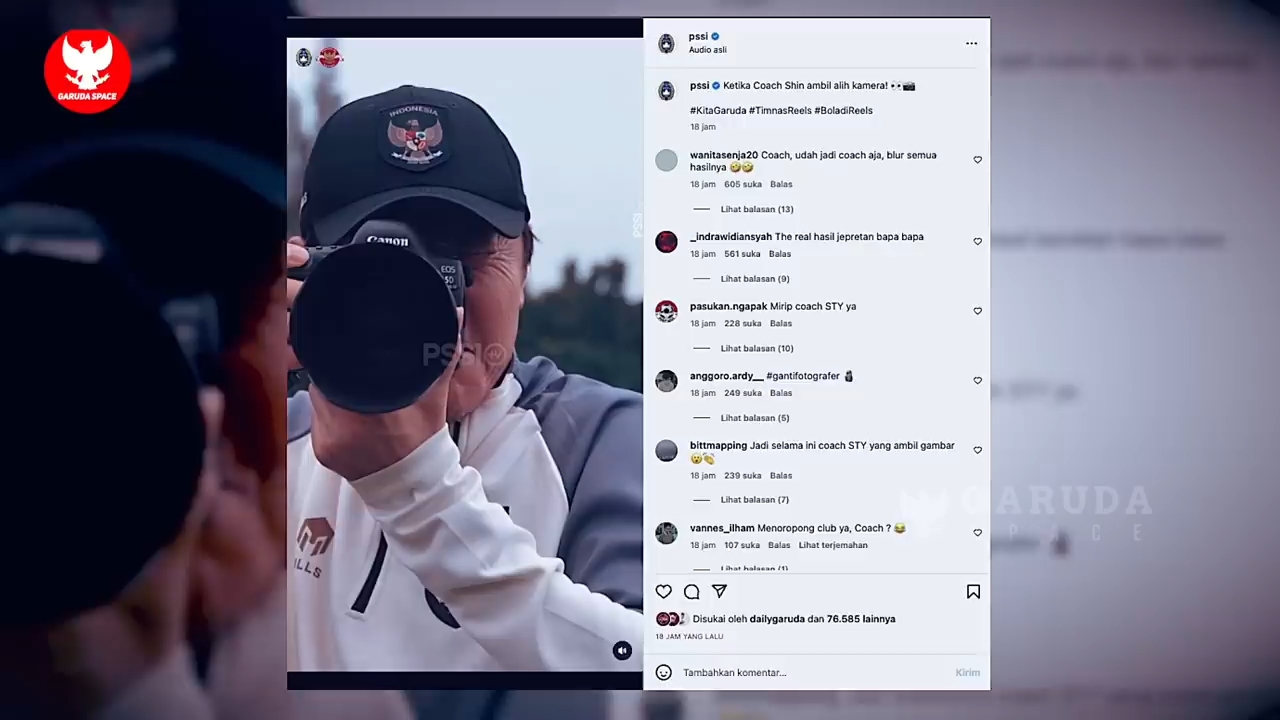 GARUDA SPACE
INDONESIA
Canon
EOS
PSSI
PSSI
ILLS
pssi
Audio asli
pssi Ketika Coach Shin ambil alih kamera! 👀📷
#KitaGaruda #TimnasReels #BoladiReels
18 jam
wanitasenja20 Coach, udah jadi coach aja, blur semua
hasilnya 🤣🤣
18 jam 605 suka Balas
Lihat balasan (13)
_indrawidiansyah The real hasil jepretan bapa bapa
18 jam 561 suka Balas
Lihat balasan (9)
pasukan.ngapak Mirip coach STY ya
18 jam 228 suka Balas
Lihat balasan (10)
anggoro.ardy__ #gantifotografer
18 jam 249 suka Balas
Lihat balasan (5)
bittmapping Jadi selama ini coach STY yang ambil gambar
😮👏
18 jam 239 suka Balas
Lihat balasan (7)
vannes_ilham Menoropong club ya, Coach ? 😂
18 jam 107 suka Balas Lihat terjemahan
Lihat balasan (1)
Disukai oleh dailygaruda dan 76.585 lainnya
18 JAM YANG LALU
Tambahkan komentar...
Kirim
GARUDA
SPACE